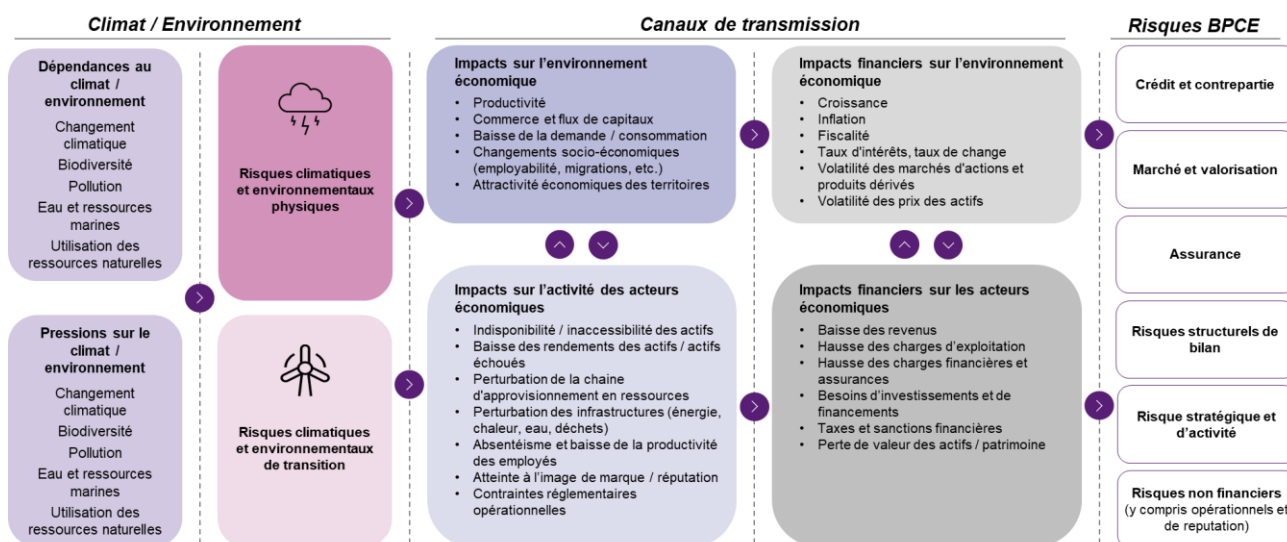 Climat / Environnement
Canaux de transmission
Risques BPCE
Dépendances au
climat /
environnement
Changement
climatique
Biodiversité
Pollution
Eau et ressources
marines
Utilisation des
ressources naturelles
Pressions sur le
climat /
environnement
Changement
climatique
Biodiversité
Pollution
Eau et ressources
marines
Utilisation des
ressources naturelles
Risques climatiques
et environnementaux
physiques
Risques climatiques
et environnementaux
de transition
Impacts sur l'environnement
économique
• Productivité
• Commerce et flux de capitaux
• Baisse de la demande / consommation
• Changements socio-économiques
(employabilité, migrations, etc.)
• Attractivité économiques des territoires
Impacts sur l'activité des acteurs
économiques
• Indisponibilité / inaccessibilité des actifs
• Baisse des rendements des actifs / actifs
échoués
• Perturbation de la chaine
d'approvisionnement en ressources
• Perturbation des infrastructures (énergie,
chaleur, eau, déchets)
• Absentéisme et baisse de la productivité
des employés
• Atteinte à l'image de marque / réputation
• Contraintes réglementaires
opérationnelles
Impacts financiers sur l'environnement
économique
• Croissance
• Inflation
• Fiscalité
• Taux d'intérêts, taux de change
• Volatilité des marchés d'actions et
produits dérivés
• Volatilité des prix des actifs
Impacts financiers sur les acteurs
économiques
• Baisse des revenus
• Hausse des charges d'exploitation
• Hausse des charges financières et
assurances
• Besoins d'investissements et de
financements
• Taxes et sanctions financières
• Perte de valeur des actifs / patrimoine
Crédit et contrepartie
Marché et valorisation
Assurance
Risques structurels de
bilan
Risque stratégique et
d'activité
Risques non financiers
(y compris opérationnels et
de reputation)